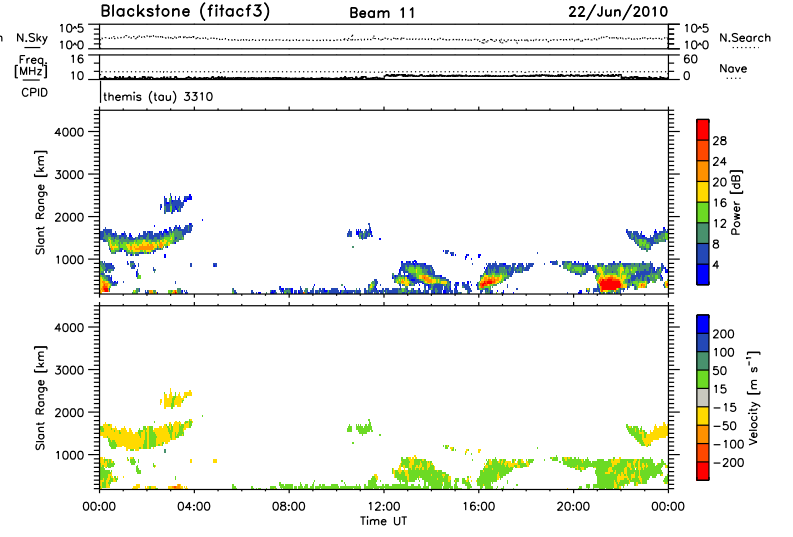 Blackstone (fitacf3) Beam 11 22/Jun/2010
n N.Sky 10^5 10^0 10^5 10^0 N.Search
Freq. [MHz] 16 10 60 0 Nave
CPID themis (tau) 3310
Slant Range [km] 4000 3000 2000 1000
28 24 20 16 12 8 4 Power [dB]
Slant Range [km] 4000 3000 2000 1000
200 100 50 15 -15 -50 -100 -200 Velocity [m s⁻¹]
00:00 04:00 08:00 12:00 16:00 20:00 00:00
Time UT